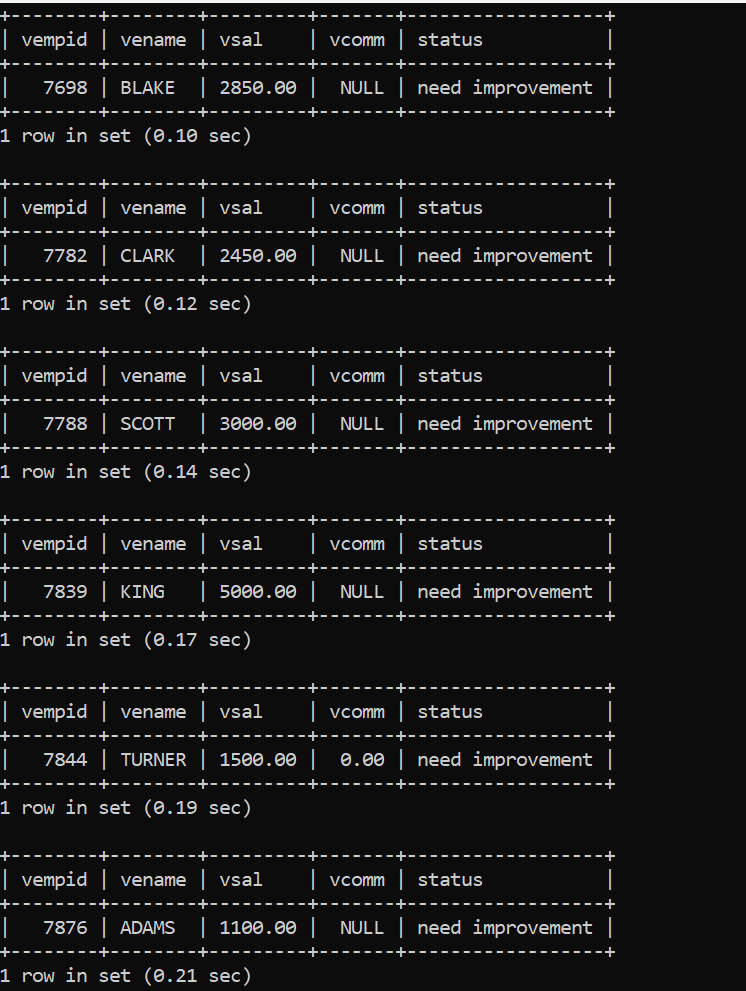 +--------+--------+---------+-------+------------------+
| vempid | vename | vsal    | vcomm | status           |
+--------+--------+---------+-------+------------------+
|   7698 | BLAKE  | 2850.00 |  NULL | need improvement |
+--------+--------+---------+-------+------------------+
1 row in set (0.10 sec)

+--------+--------+---------+-------+------------------+
| vempid | vename | vsal    | vcomm | status           |
+--------+--------+---------+-------+------------------+
|   7782 | CLARK  | 2450.00 |  NULL | need improvement |
+--------+--------+---------+-------+------------------+
1 row in set (0.12 sec)

+--------+--------+---------+-------+------------------+
| vempid | vename | vsal    | vcomm | status           |
+--------+--------+---------+-------+------------------+
|   7788 | SCOTT  | 3000.00 |  NULL | need improvement |
+--------+--------+---------+-------+------------------+
1 row in set (0.14 sec)

+--------+--------+---------+-------+------------------+
| vempid | vename | vsal    | vcomm | status           |
+--------+--------+---------+-------+------------------+
|   7839 | KING   | 5000.00 |  NULL | need improvement |
+--------+--------+---------+-------+------------------+
1 row in set (0.17 sec)

+--------+--------+---------+-------+------------------+
| vempid | vename | vsal    | vcomm | status           |
+--------+--------+---------+-------+------------------+
|   7844 | TURNER | 1500.00 |  0.00 | need improvement |
+--------+--------+---------+-------+------------------+
1 row in set (0.19 sec)

+--------+--------+---------+-------+------------------+
| vempid | vename | vsal    | vcomm | status           |
+--------+--------+---------+-------+------------------+
|   7876 | ADAMS  | 1100.00 |  NULL | need improvement |
+--------+--------+---------+-------+------------------+
1 row in set (0.21 sec)